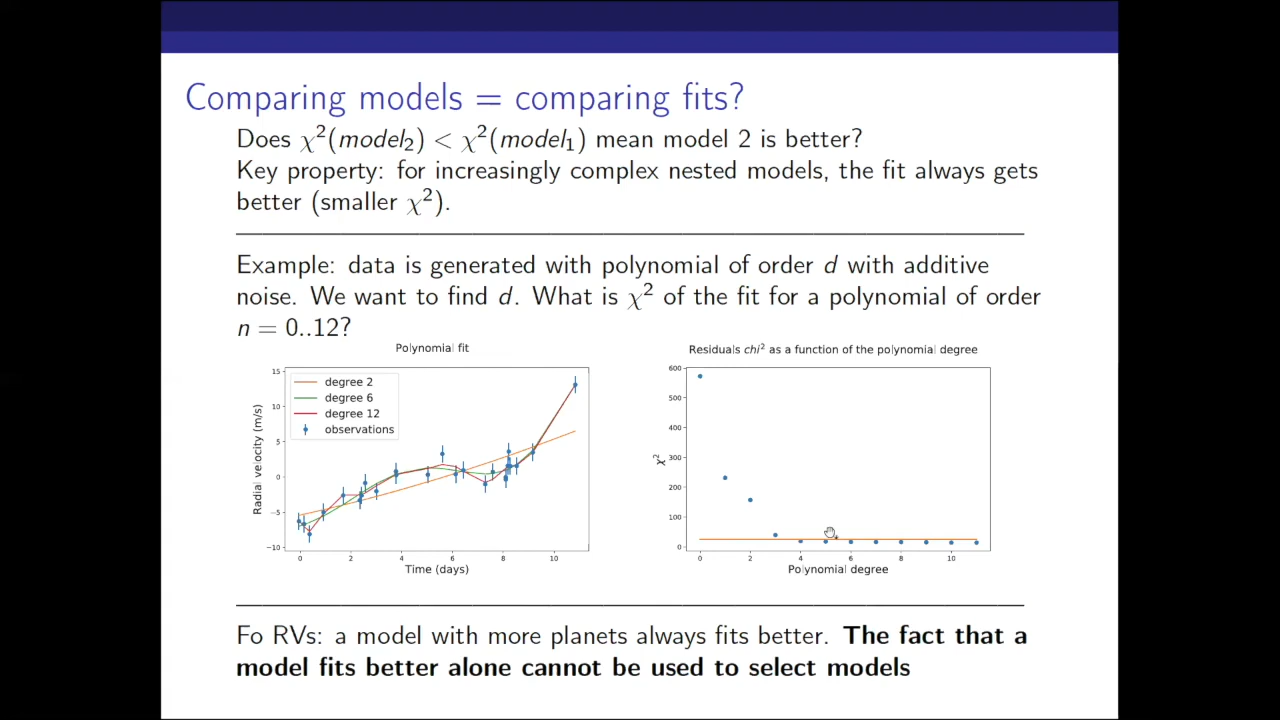 Comparing models = comparing fits?
Does χ²(model₂) < χ²(model₁) mean model 2 is better?
Key property: for increasingly complex nested models, the fit always gets
better (smaller χ²).
Example: data is generated with polynomial of order d with additive
noise. We want to find d. What is χ² of the fit for a polynomial of order
n = 0..12?
Polynomial fit
15
10
5
0
−5
−10
Radial velocity (m/s)
degree 2
degree 6
degree 12
observations
0 2 4 6 8 10
Time (days)
Residuals chi² as a function of the polynomial degree
600
500
400
300
200
100
0
χ²
0 2 4 6 8 10
Polynomial degree
Fo RVs: a model with more planets always fits better. The fact that a
model fits better alone cannot be used to select models